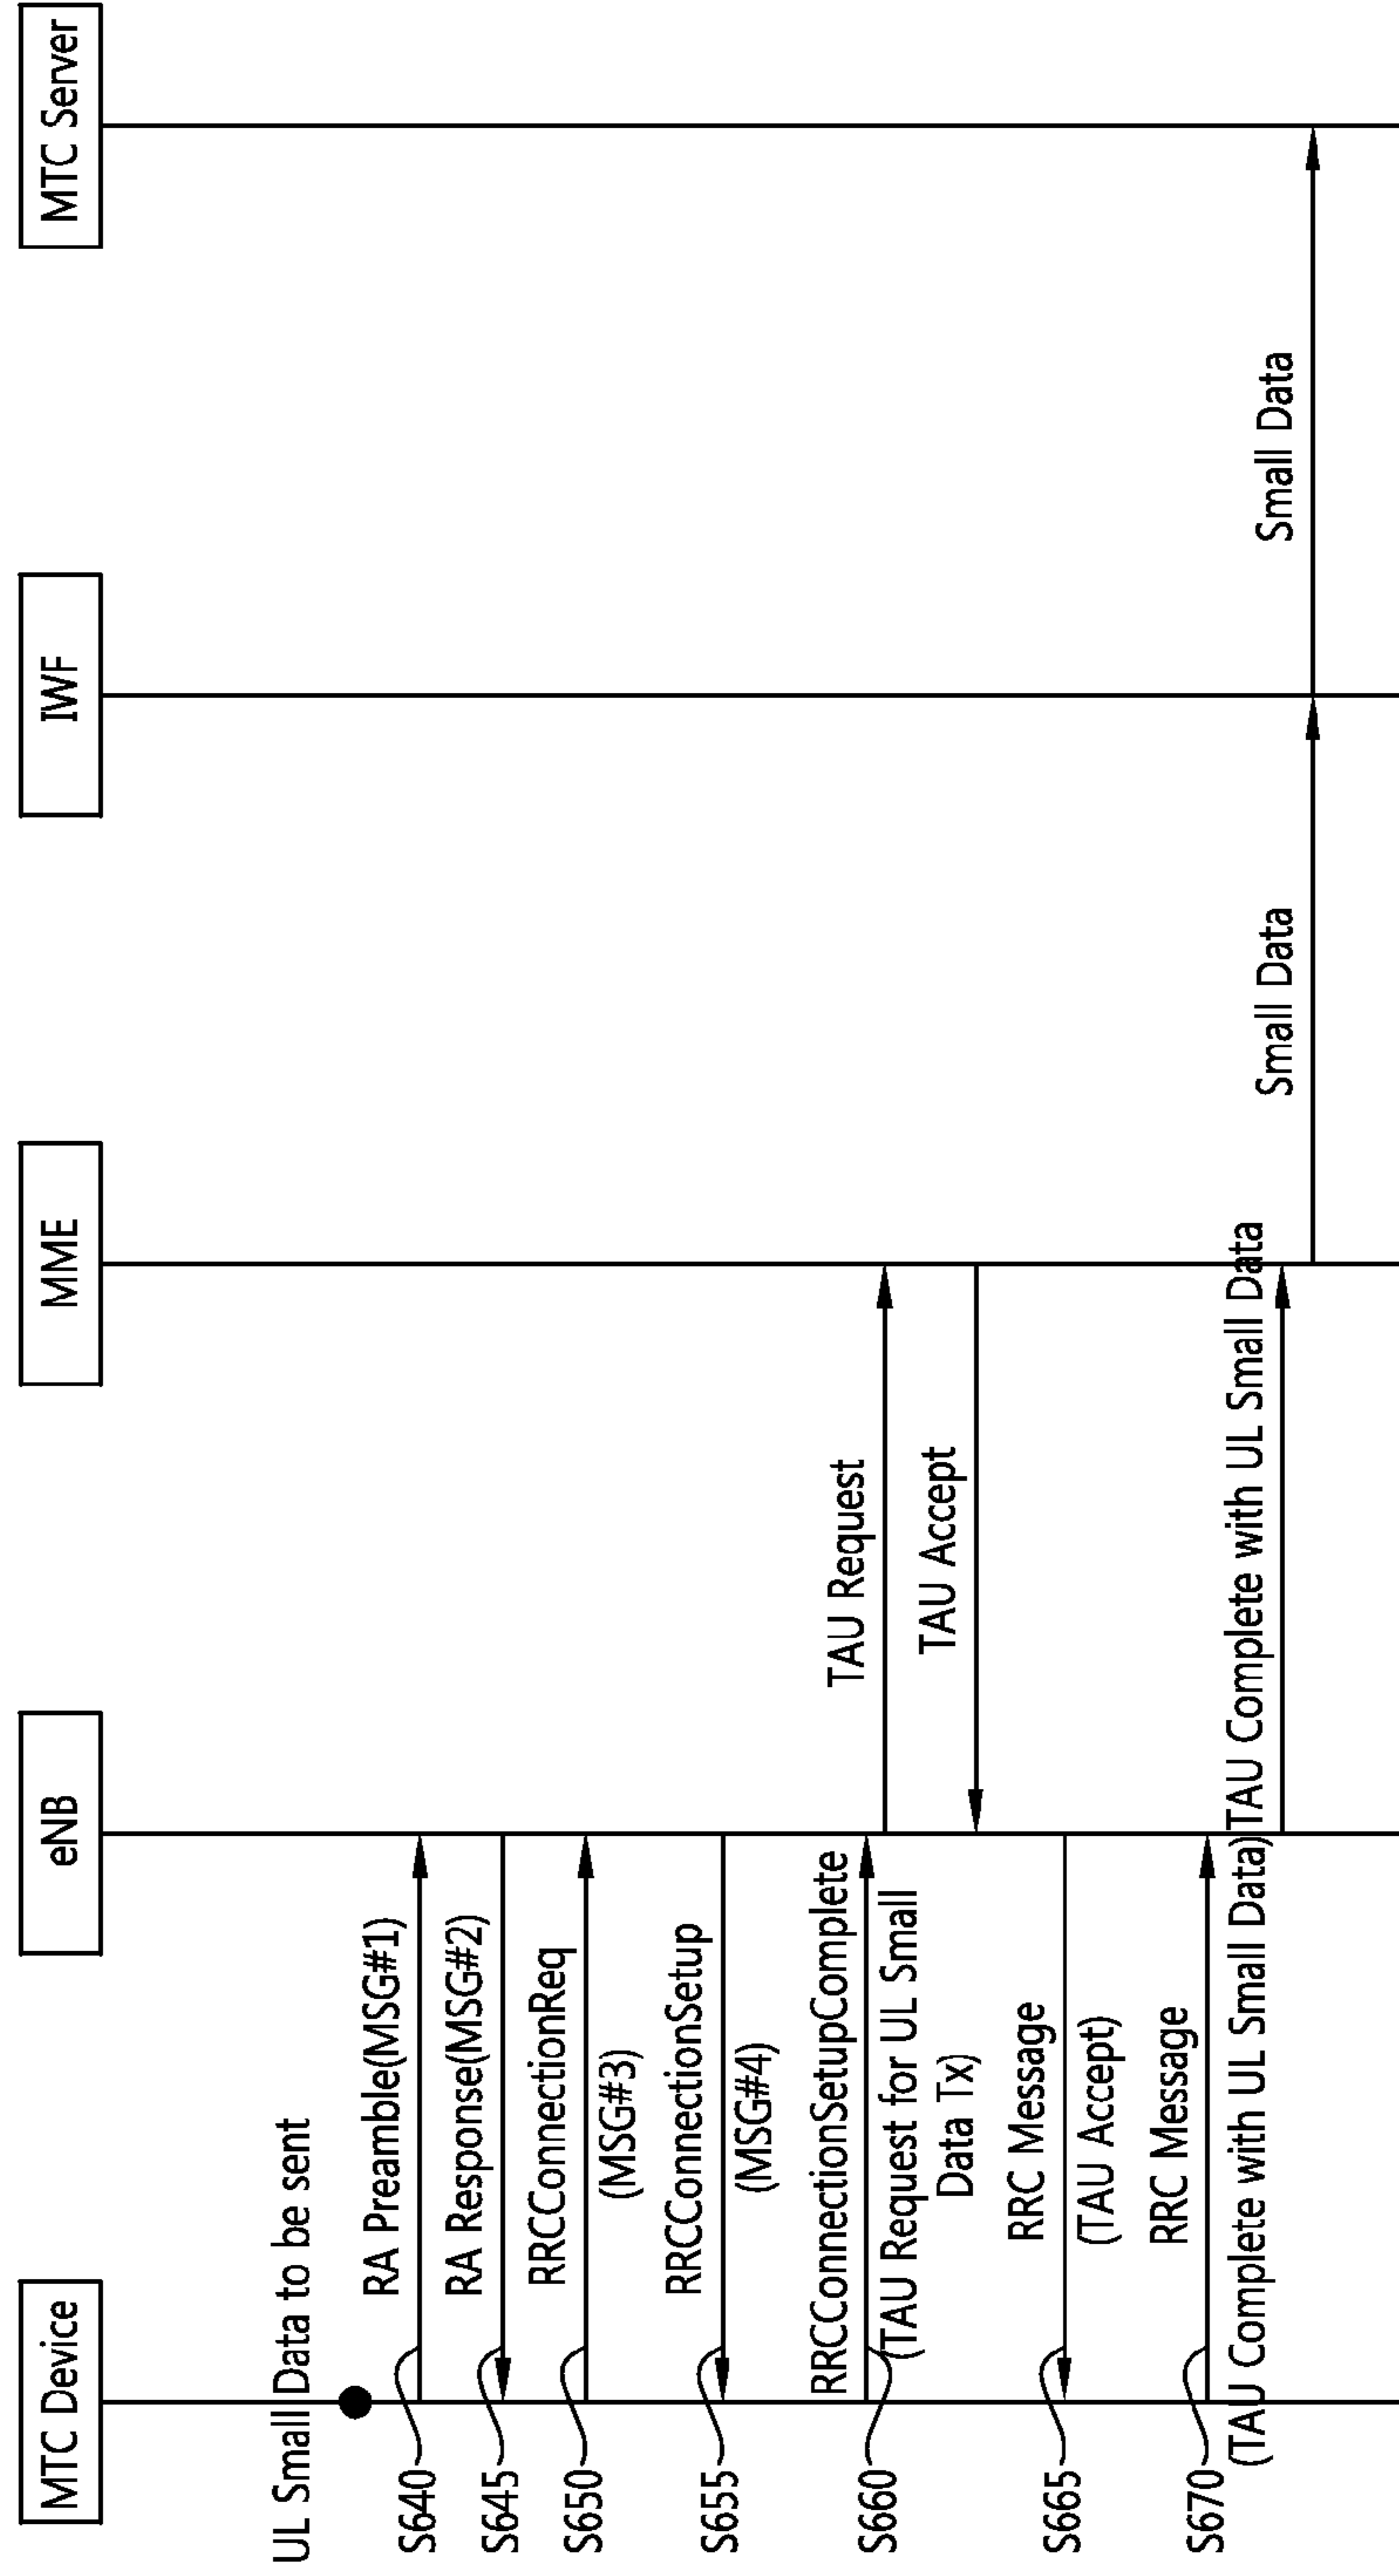 MTC Device
eNB
MME
IWF
MTC Server
UL Small Data to be sent
S640
RA Preamble(MSG#1)
S645
RA Response(MSG#2)
S650
RRCConnectionReq
(MSG#3)
S655
RRCConnectionSetup
(MSG#4)
S660
RRCConnectionSetupComplete
(TAU Request for UL Small
Data Tx)
TAU Request
TAU Accept
S665
RRC Message
(TAU Accept)
S670
RRC Message
(TAU Complete with UL Small Data)
TAU Complete with UL Small Data
Small Data
Small Data